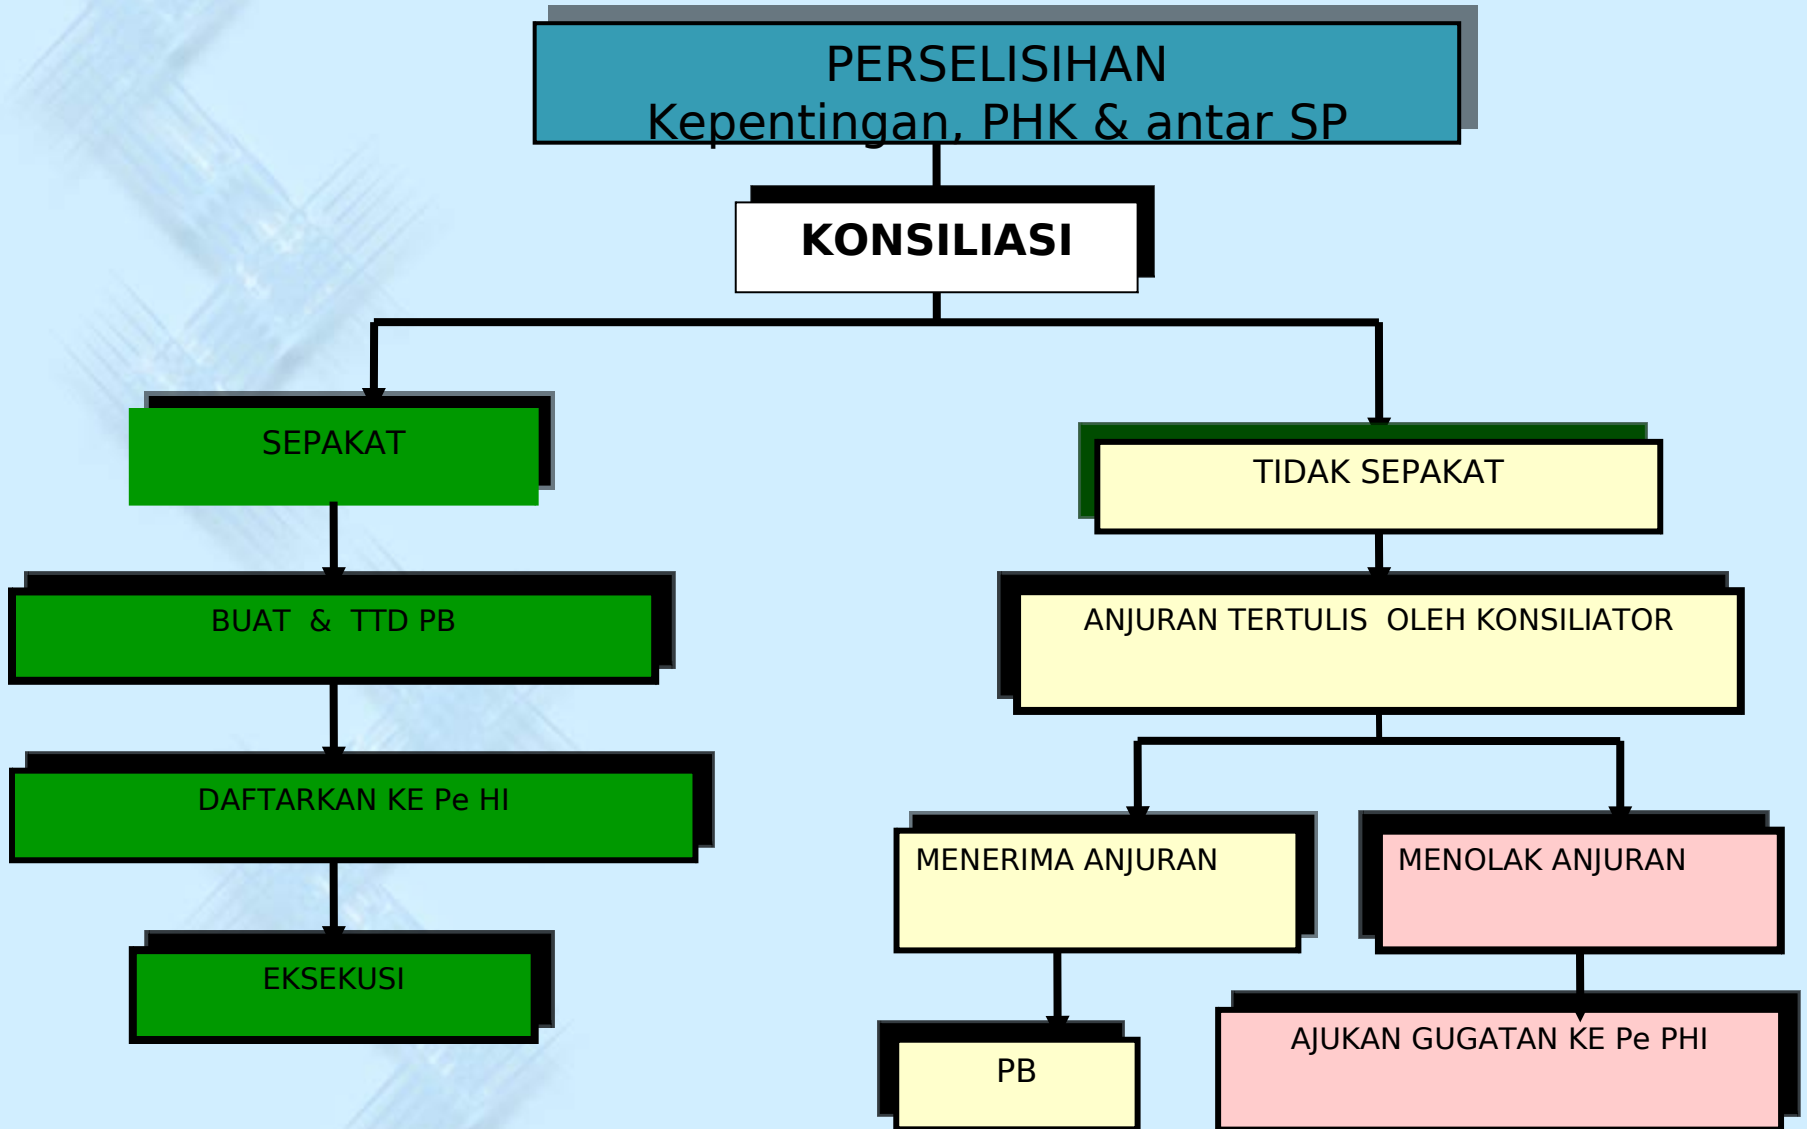 PERSELISIHAN
Kepentingan, PHK & antar SP
KONSILIASI
SEPAKAT
TIDAK SEPAKAT
BUAT & TTD PB
ANJURAN TERTULIS OLEH KONSILIATOR
DAFTARKAN KE Pe HI
MENERIMA ANJURAN
MENOLAK ANJURAN
EKSEKUSI
PB
AJUKAN GUGATAN KE Pe PHI